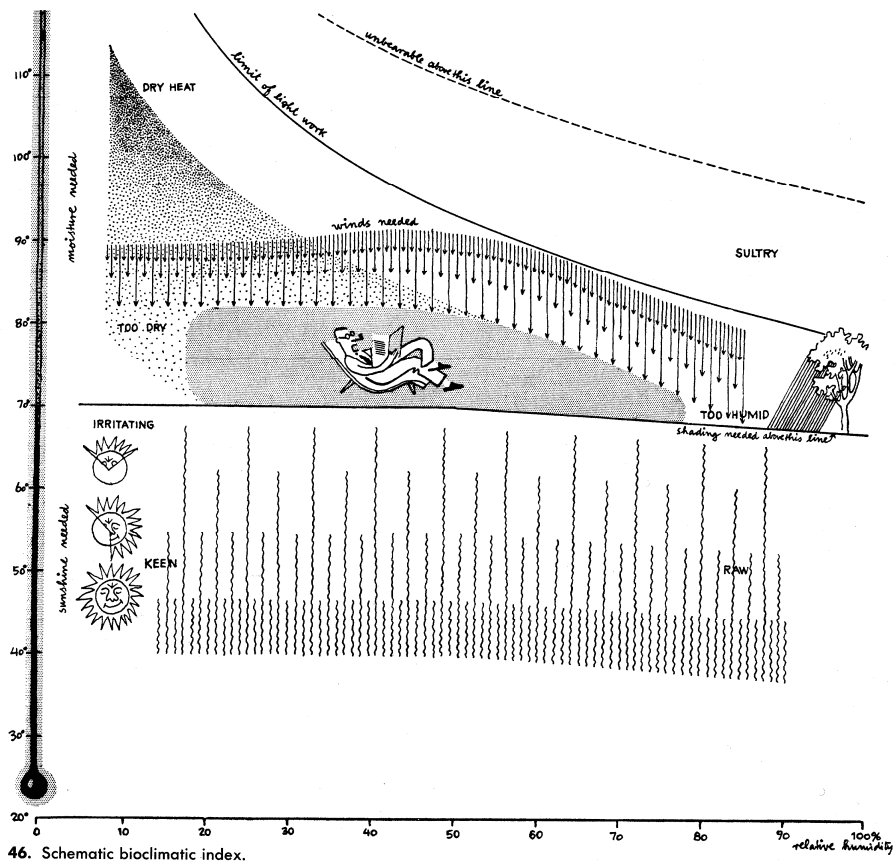 unbearable above this line
limit of light work
110°
DRY HEAT
100°
moisture needed
90°
winds needed
SULTRY
80°
TOO DRY
70°
TOO HUMID
shading needed above this line
IRRITATING
60°
sunshine needed
KEEN
RAW
50°
40°
30°
20°
0 10 20 30 40 50 60 70 80 90 100%
relative humidity
46. Schematic bioclimatic index.